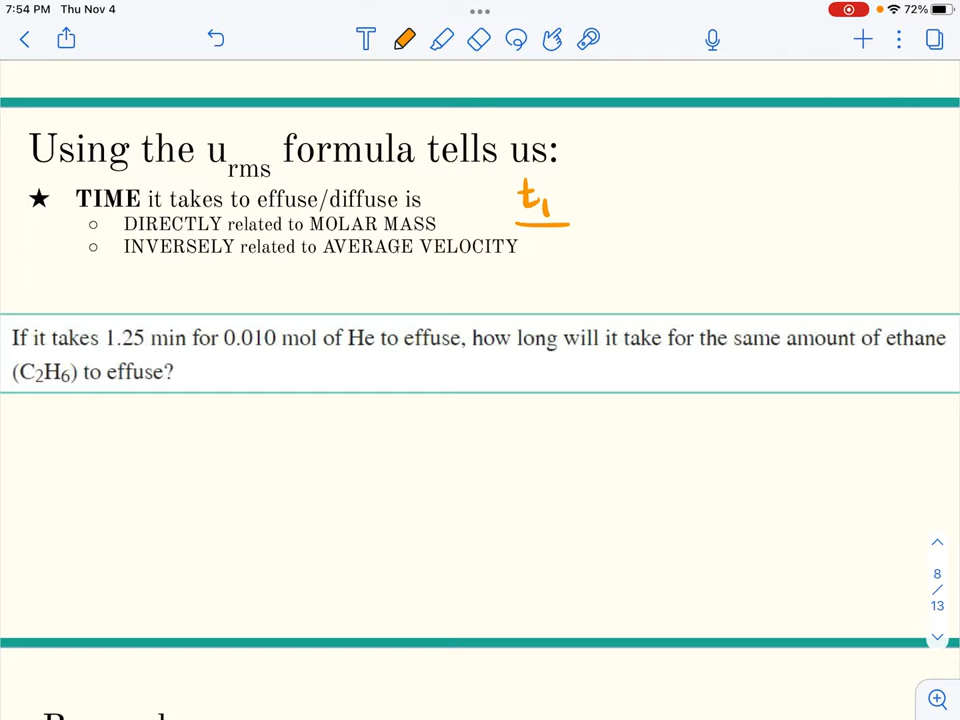 7:54 PM Thu Nov 4
72%
Using the u_rms formula tells us:
★ TIME it takes to effuse/diffuse is
○ DIRECTLY related to MOLAR MASS
○ INVERSELY related to AVERAGE VELOCITY
t₁
If it takes 1.25 min for 0.010 mol of He to effuse, how long will it take for the same amount of ethane
(C₂H₆) to effuse?
8
/
13